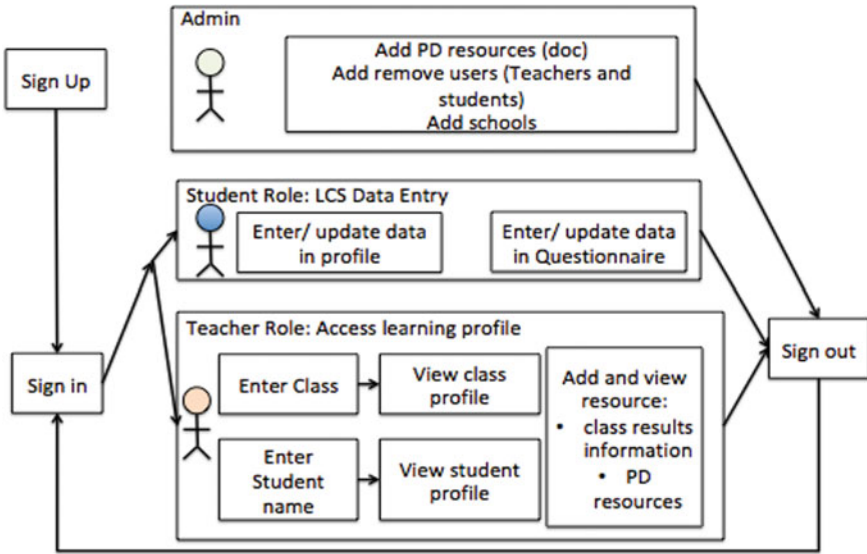 Admin
Add PD resources (doc)
Add remove users (Teachers and
students)
Add schools
Sign Up
Student Role: LCS Data Entry
Enter/ update data
in profile
Enter/ update data
in Questionnaire
Teacher Role: Access learning profile
Sign in
Enter Class
View class
profile
Enter
Student
name
View student
profile
Add and view
resource:
• class results
information
• PD
resources
Sign out